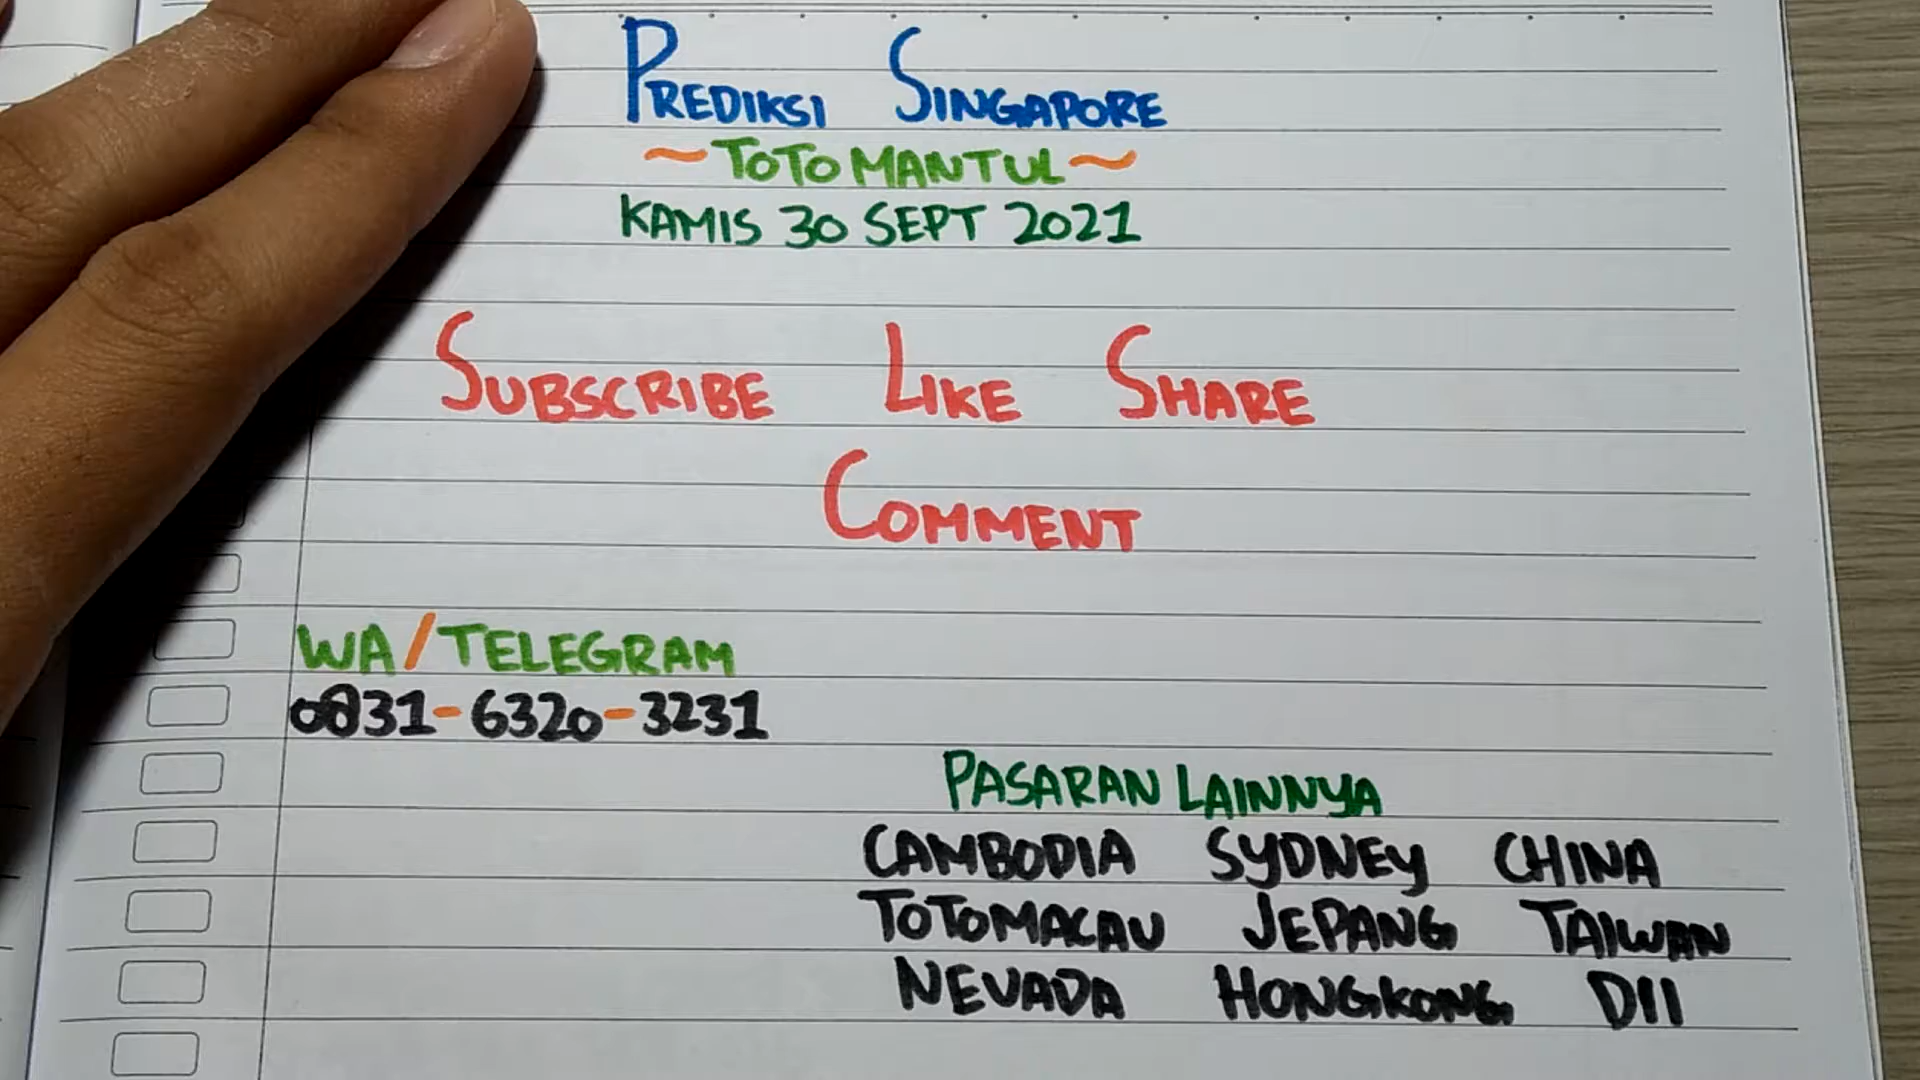 PREDIKSI SINGAPORE
~TOTO MANTUL~
KAMIS 30 SEPT 2021
SUBSCRIBE LIKE SHARE
COMMENT
WA/TELEGRAM
0831-6320-3231
PASARAN LAINNYA
CAMBODIA SYDNEY CHINA
TOTOMACAU JEPANG TAIWAN
NEVADA HONGKONG Dll